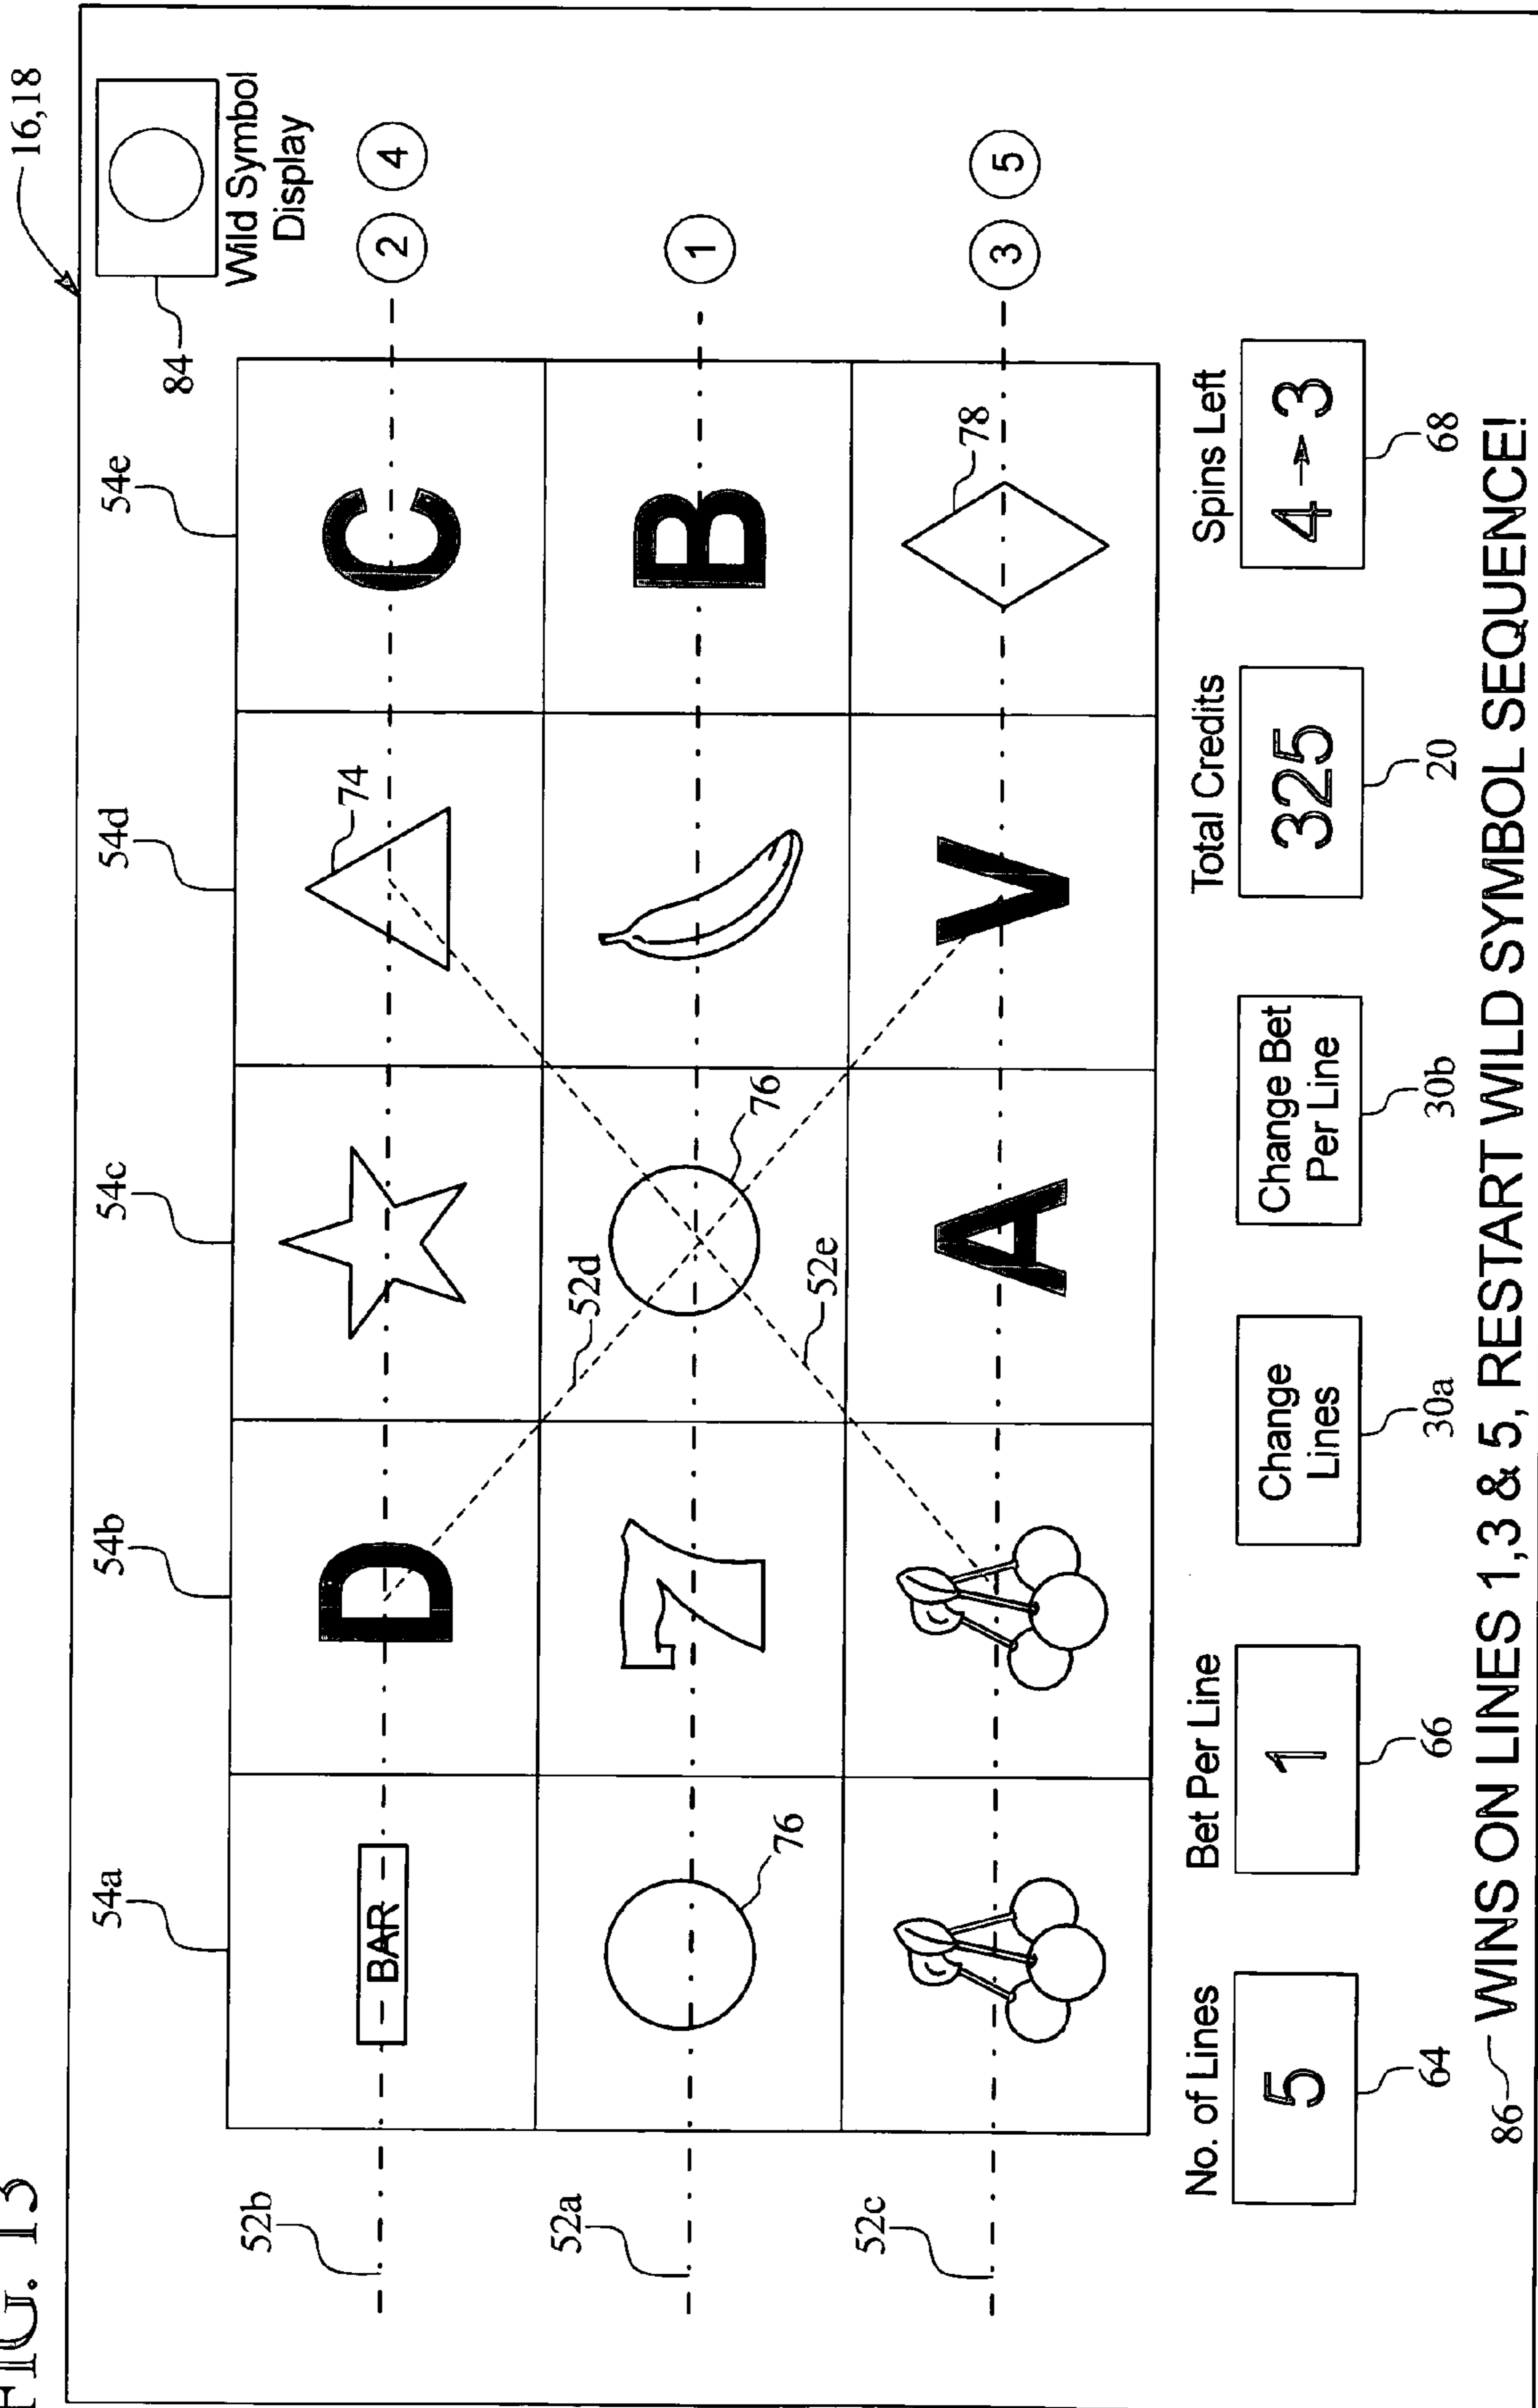 FIG. 13
16,18
84
Wild Symbol
Display
54a
54b
54c
54d
54e
52b
BAR
D
74
C
2
4
52a
76
7
52d
76
52e
B
1
52c
A
V
78
3
5
No. of Lines
5
64
Bet Per Line
1
66
Change
Lines
30a
Change Bet
Per Line
30b
Total Credits
325
20
Spins Left
4 → 3
68
86 WINS ON LINES 1,3 & 5, RESTART WILD SYMBOL SEQUENCE!